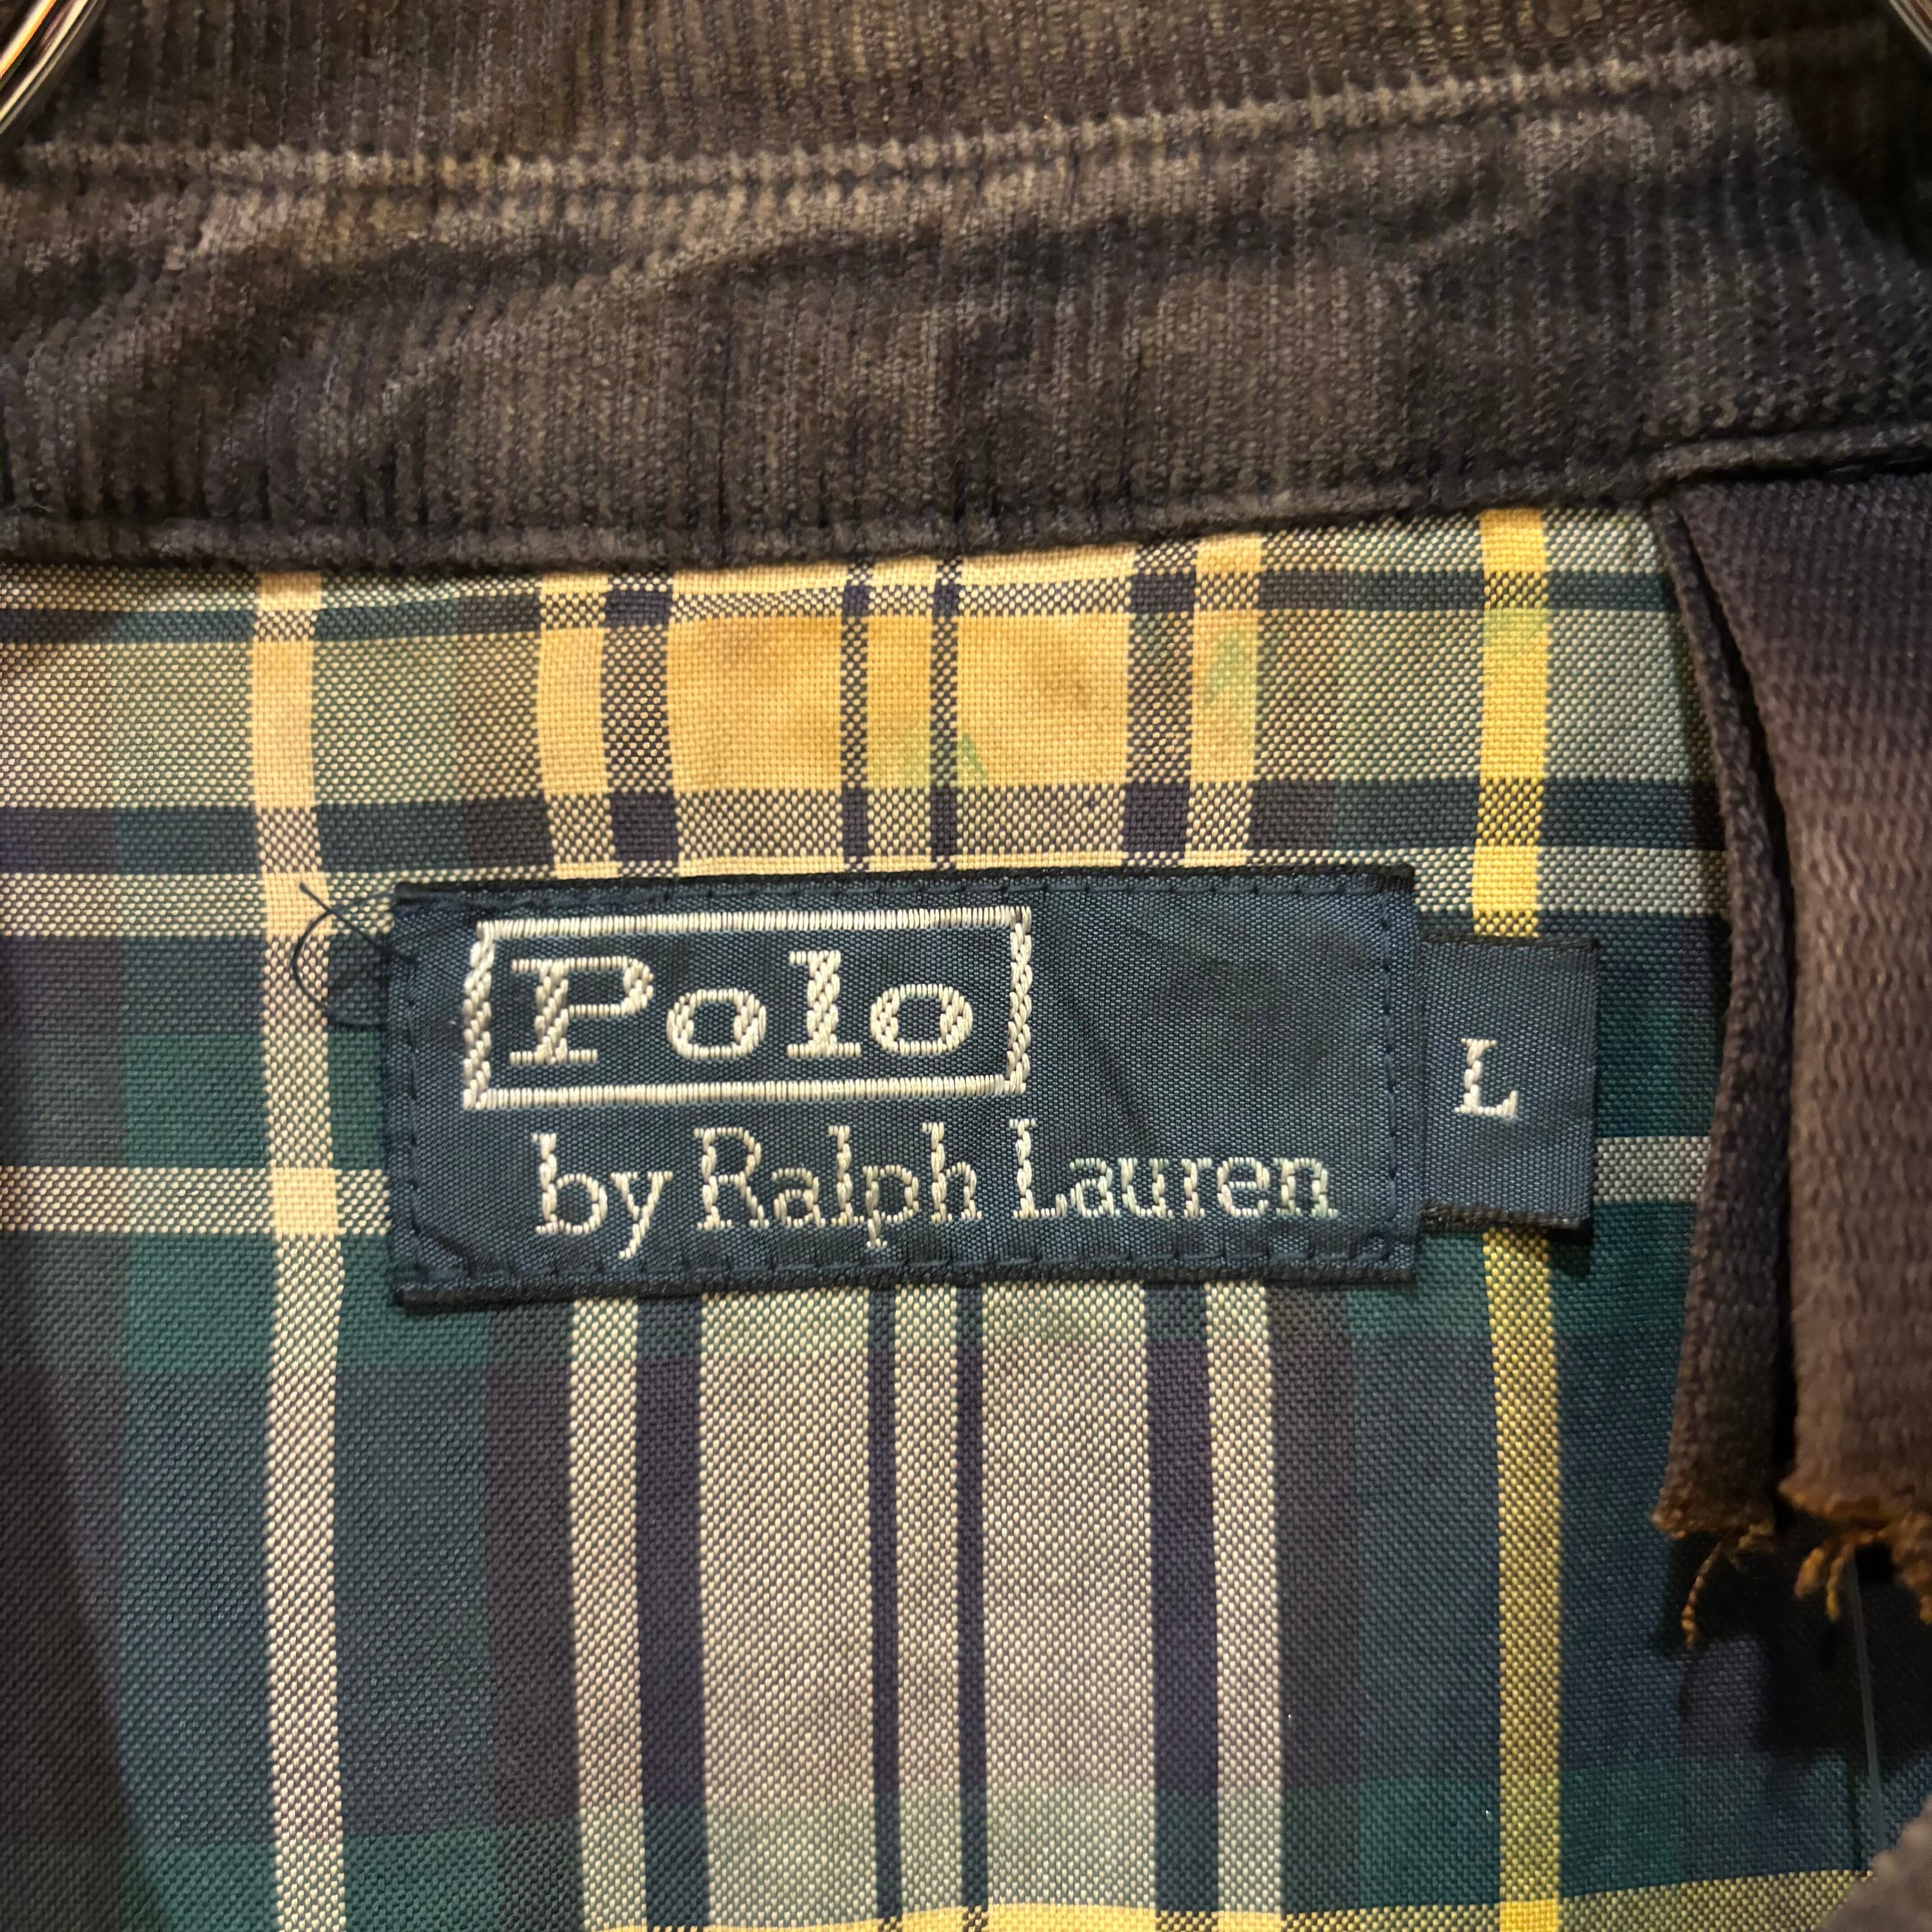 Polo
by Ralph Lauren
L